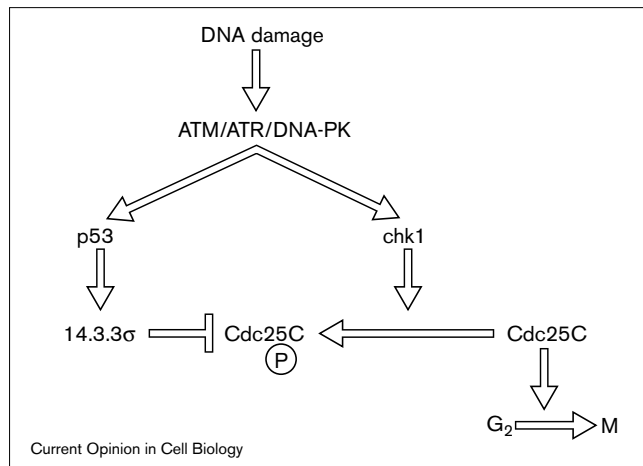 DNA damage
ATM/ATR/DNA-PK
p53
chk1
14.3.3σ
Cdc25C
P
Cdc25C
G₂
M
Current Opinion in Cell Biology